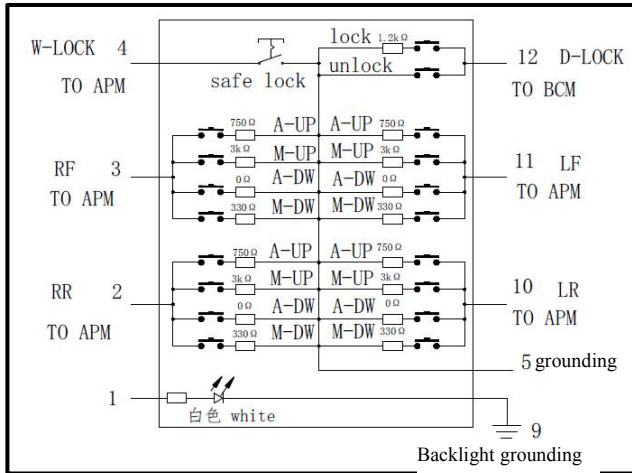 W-LOCK 4
TO APM
safe lock
lock 1.2kΩ
unlock
12 D-LOCK
TO BCM
750Ω A-UP A-UP 750Ω
3kΩ M-UP M-UP 3kΩ
0Ω A-DW A-DW 0Ω
330Ω M-DW M-DW 330Ω
RF 3
TO APM
11 LF
TO APM
750Ω A-UP A-UP 750Ω
3kΩ M-UP M-UP 3kΩ
0Ω A-DW A-DW 0Ω
330Ω M-DW M-DW 330Ω
RR 2
TO APM
10 LR
TO APM
5 grounding
1
白色 white
9
Backlight grounding